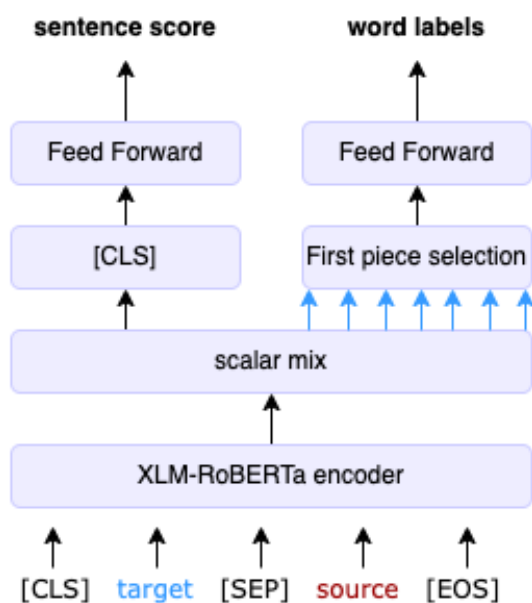 sentence score word labels
Feed Forward Feed Forward
[CLS] First piece selection
scalar mix
XLM-RoBERTa encoder
[CLS] target [SEP] source [EOS]